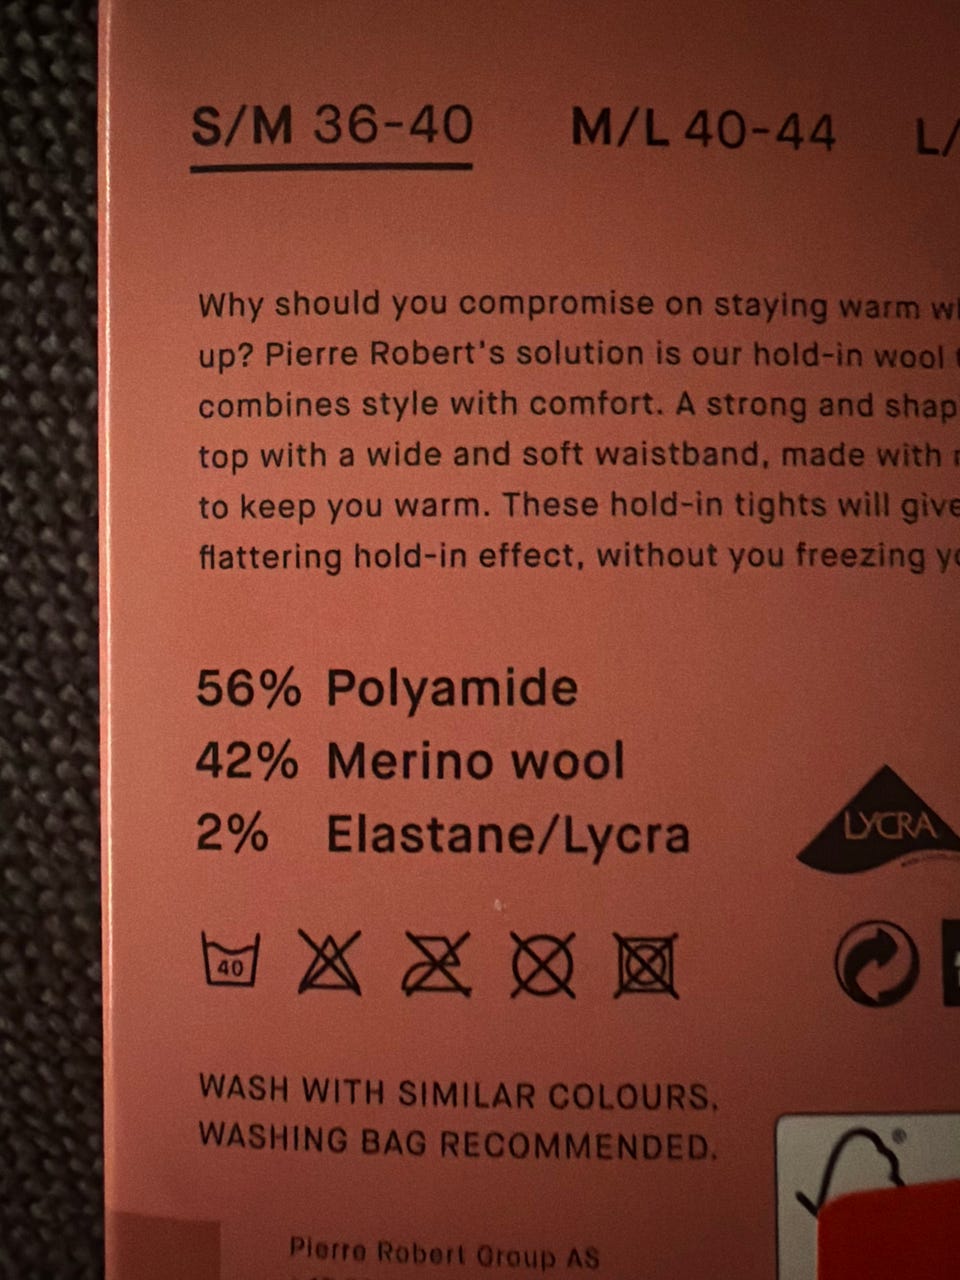 S/M 36-40 M/L 40-44 L/
Why should you compromise on staying warm
up? Pierre Robert's solution is our hold-in wool
combines style with comfort. A strong and shap
top with a wide and soft waistband, made with
to keep you warm. These hold-in tights will give
flattering hold-in effect, without you freezing
56% Polyamide
42% Merino wool
2% Elastane/Lycra
LYCRA
40
WASH WITH SIMILAR COLOURS.
WASHING BAG RECOMMENDED.
Pierre Robert Group AS